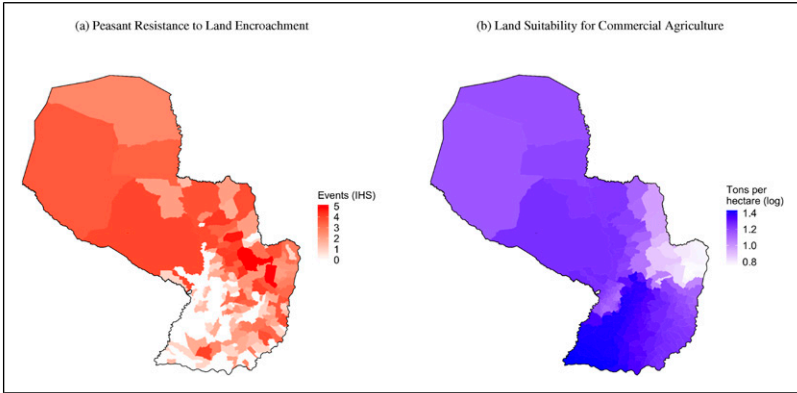 (a) Peasant Resistance to Land Encroachment
(b) Land Suitability for Commercial Agriculture
Events (IHS)
5
4
3
2
1
0
Tons per
hectare (log)
1.4
1.2
1.0
0.8